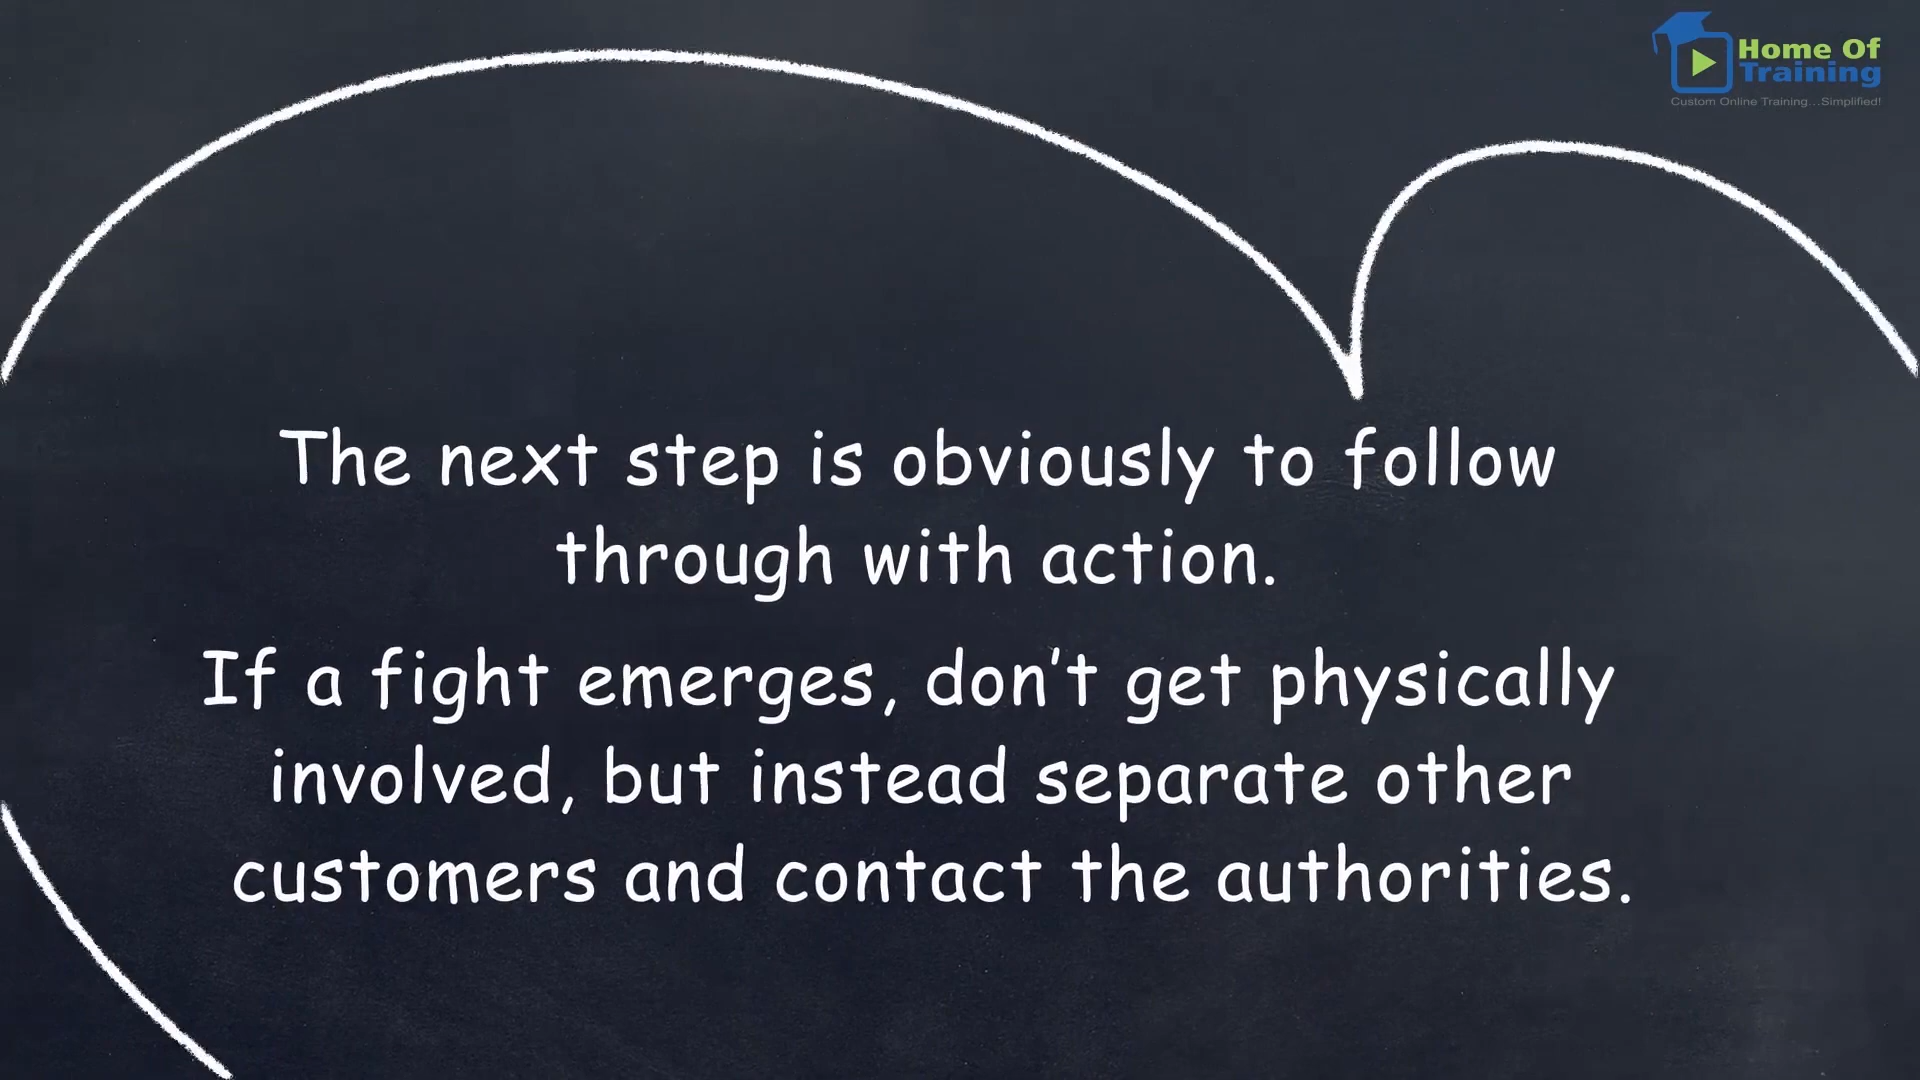 Home Of
Training
Custom Online Training...Simplified!
The next step is obviously to follow
through with action.
If a fight emerges, don't get physically
involved, but instead separate other
customers and contact the authorities.